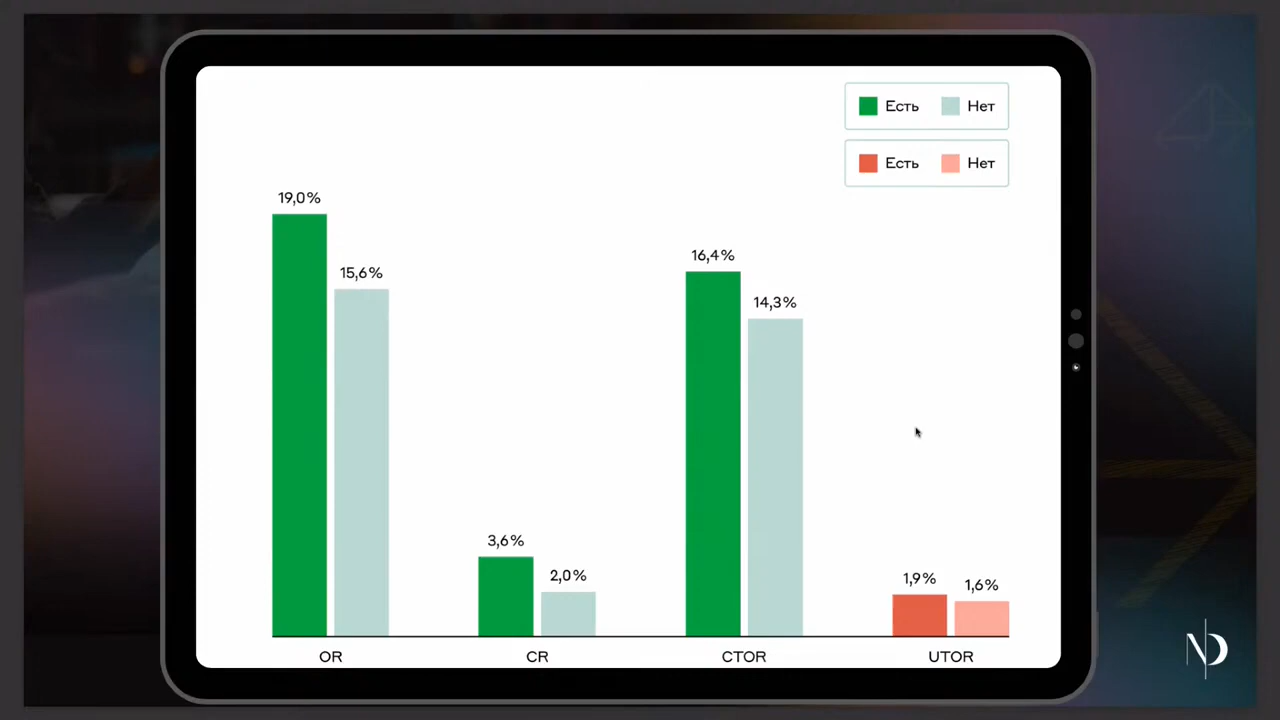 Есть Нет
Есть Нет
19,0%
15,6%
16,4%
14,3%
3,6%
2,0%
1,9%
1,6%
OR CR CTOR UTOR
ND